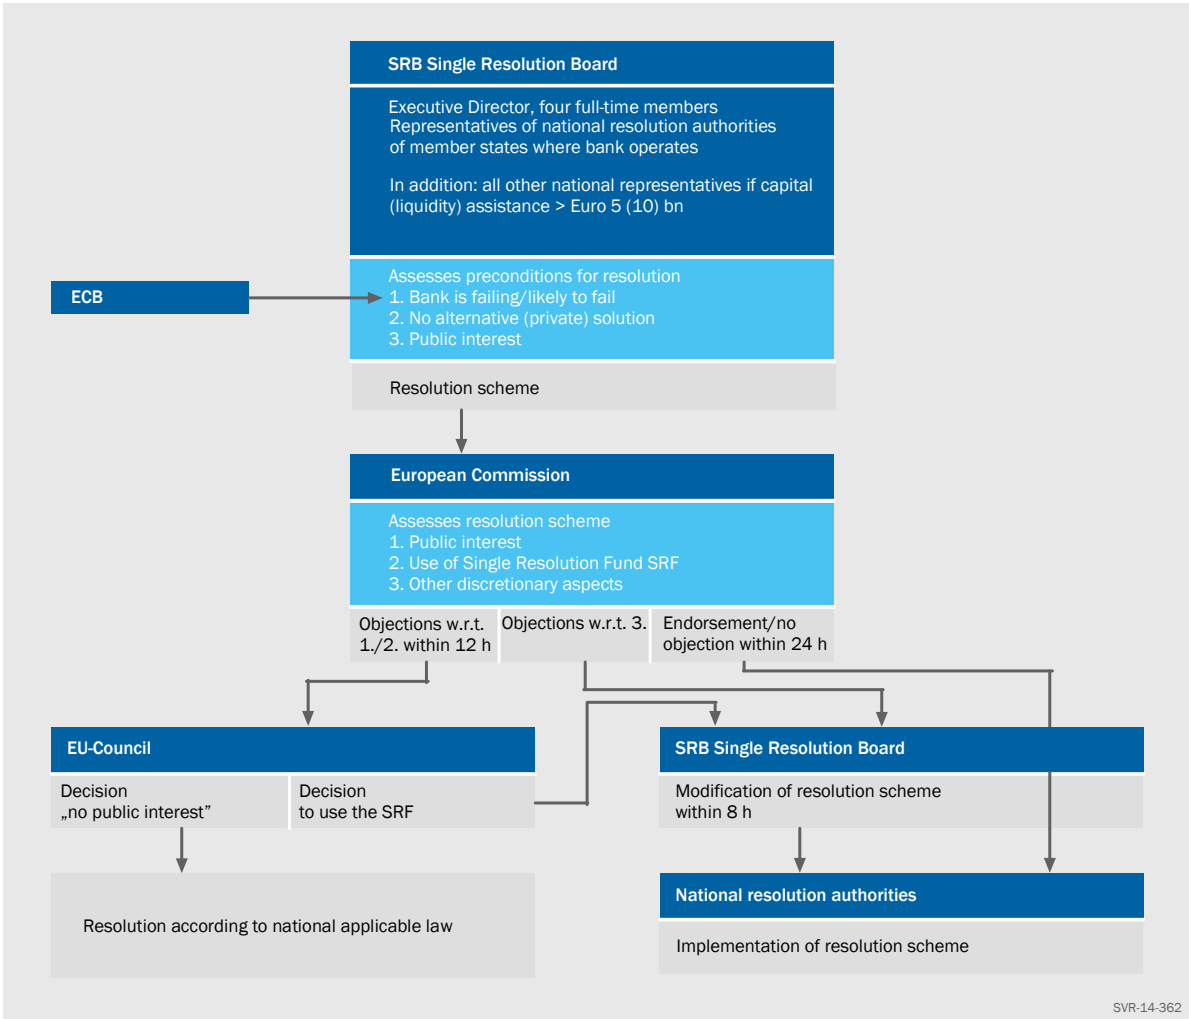 SRB Single Resolution Board
Executive Director, four full-time members
Representatives of national resolution authorities
of member states where bank operates
In addition: all other national representatives if capital
(liquidity) assistance > Euro 5 (10) bn
ECB
Assesses preconditions for resolution
1. Bank is failing/likely to fail
2. No alternative (private) solution
3. Public interest
Resolution scheme
European Commission
Assesses resolution scheme
1. Public interest
2. Use of Single Resolution Fund SRF
3. Other discretionary aspects
Objections w.r.t.
1./2. within 12 h
Objections w.r.t. 3.
Endorsement/no
objection within 24 h
EU-Council
Decision
„no public interest”
Decision
to use the SRF
SRB Single Resolution Board
Modification of resolution scheme
within 8 h
Resolution according to national applicable law
National resolution authorities
Implementation of resolution scheme
SVR-14-362